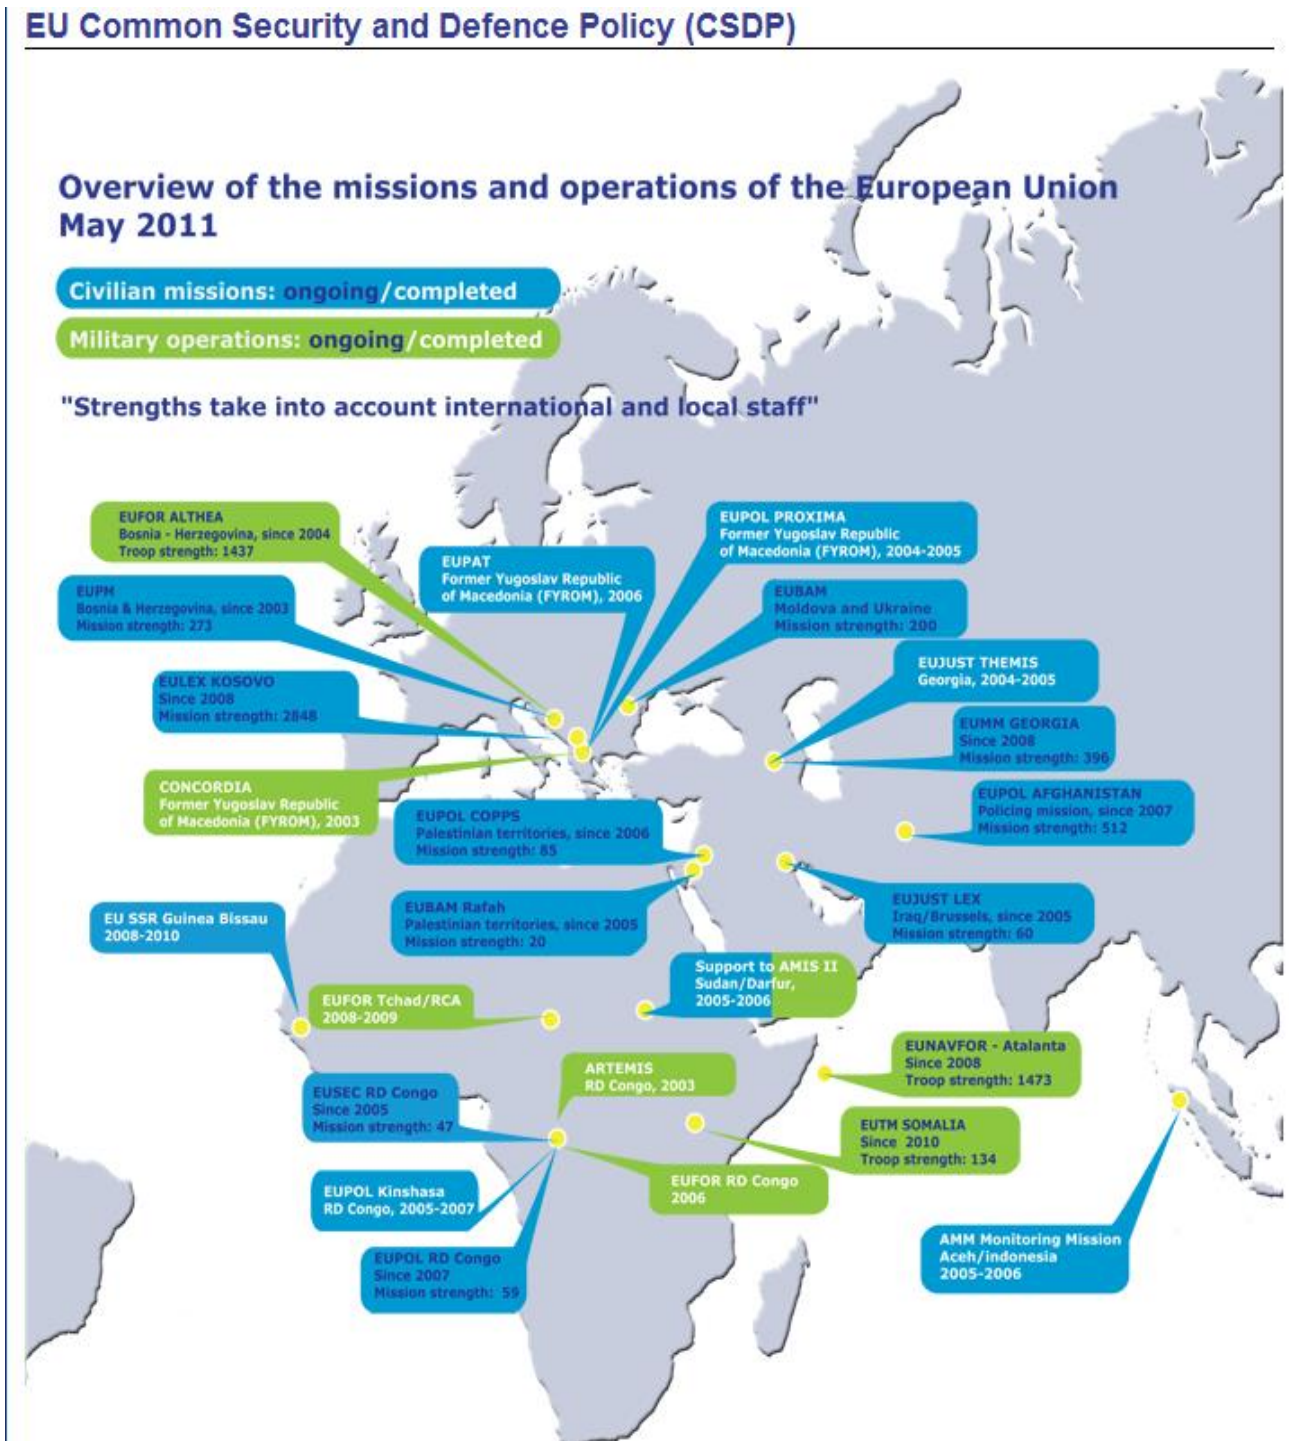 EU Common Security and Defence Policy (CSDP)
Overview of the missions and operations of the European Union
May 2011
Civilian missions: ongoing/completed
Military operations: ongoing/completed
"Strengths take into account international and local staff"
EUFOR ALTHEA
Bosnia - Herzegovina, since 2004
Troop strength: 1437
EUPOL PROXIMA
Former Yugoslav Republic
of Macedonia (FYROM), 2004-2005
EUPAT
Former Yugoslav Republic
of Macedonia (FYROM), 2006
EUPM
Bosnia & Herzegovina, since 2003
Mission strength: 273
EUBAM
Moldova and Ukraine
Mission strength: 200
EUJUST THEMIS
Georgia, 2004-2005
EULEX KOSOVO
Since 2008
Mission strength: 2848
EUMM GEORGIA
Since 2008
Mission strength: 396
CONCORDIA
Former Yugoslav Republic
of Macedonia (FYROM), 2003
EUPOL AFGHANISTAN
Policing mission, since 2007
Mission strength: 512
EUPOL COPPS
Palestinian territories, since 2006
Mission strength: 85
EUBAM Rafah
Palestinian territories, since 2005
Mission strength: 20
EUJUST LEX
Iraq/Brussels, since 2005
Mission strength: 60
EU SSR Guinea Bissau
2008-2010
Support to AMIS II
Sudan/Darfur,
2005-2006
EUFOR Tchad/RCA
2008-2009
EUNAVFOR - Atalanta
Since 2008
Troop strength: 1473
ARTEMIS
RD Congo, 2003
EUSEC RD Congo
Since 2005
Mission strength: 47
EUTM SOMALIA
Since 2010
Troop strength: 134
EUFOR RD Congo
2006
EUPOL Kinshasa
RD Congo, 2005-2007
EUPOL RD Congo
Since 2007
Mission strength: 59
AMM Monitoring Mission
Aceh/indonesia
2005-2006